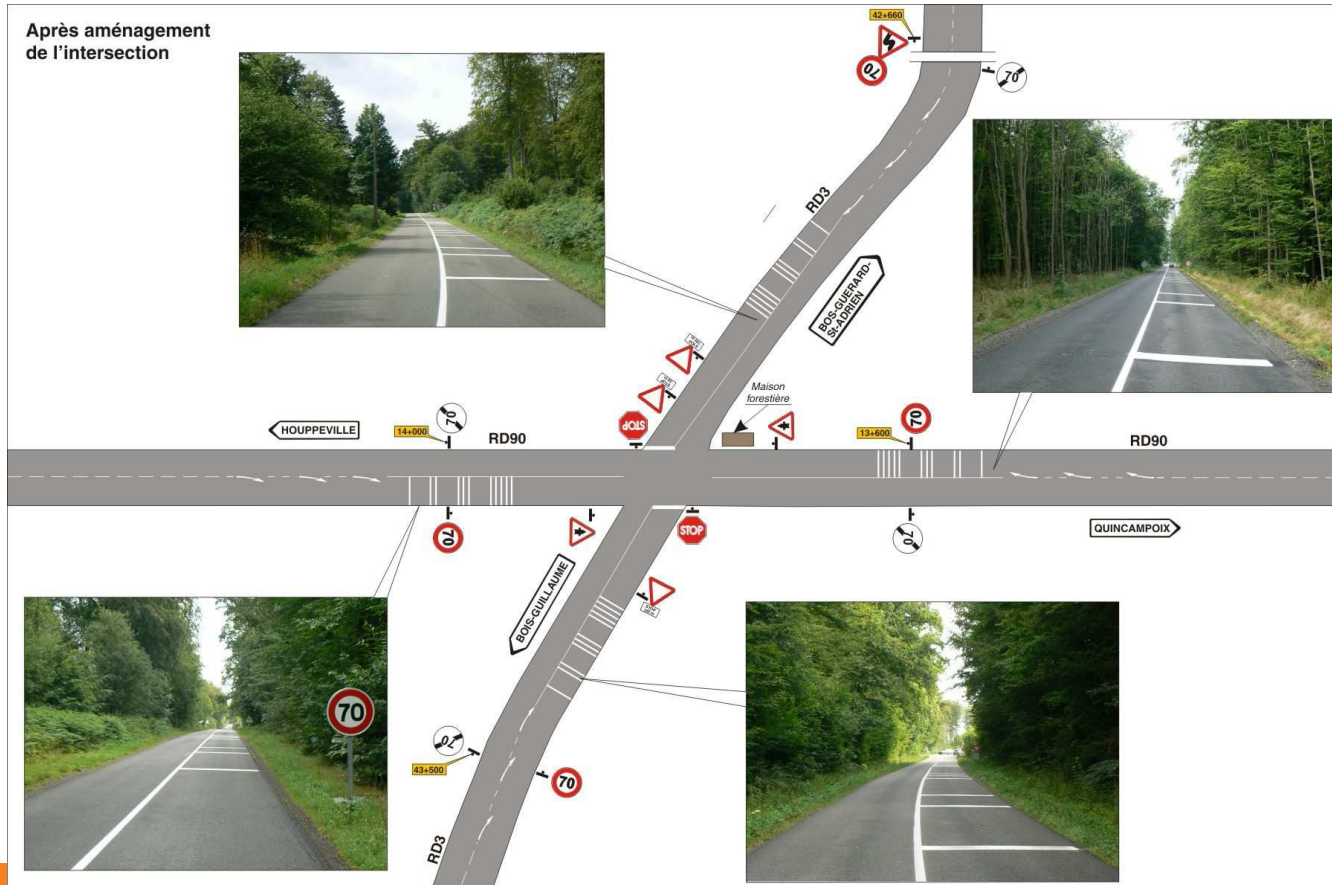 Après aménagement
de l'intersection
42+660
70
70
RD3
BOS-GUERARD-
St-ADRIEN
Maison
forestière
STOP
HOUPPEVILLE
14+000
70
RD90
13+600
70
RD90
70
STOP
70
QUINCAMPOIX
BOIS-GUILLAUME
70
70
43+500
70
RD3